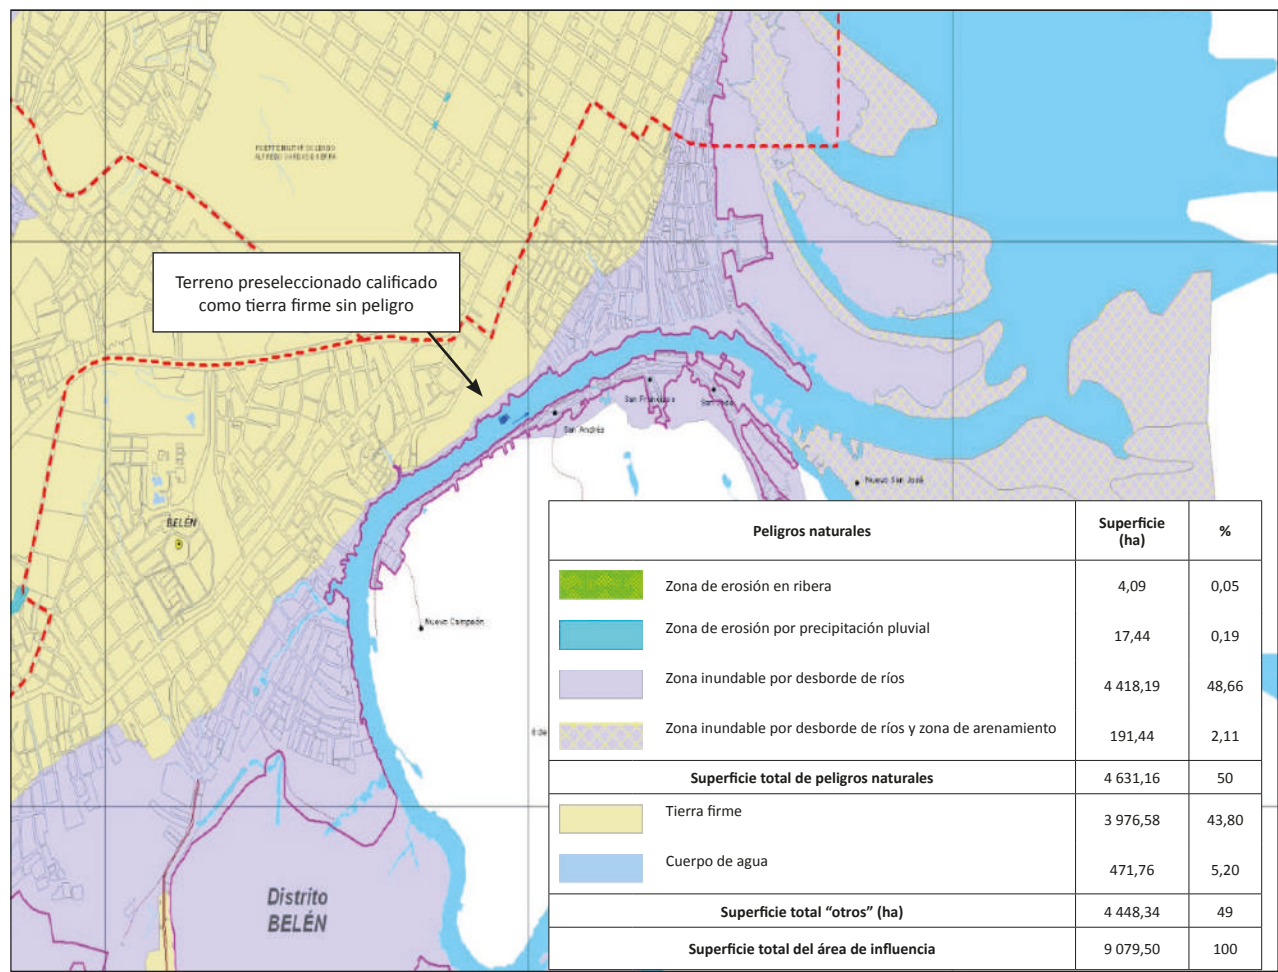 Terreno preseleccionado calificado
como tierra firme sin peligro
San Francisco
San José
San Andrés
Nuevo San José
BELÉN
Nuevo Campeón
Distrito
BELÉN
Peligros naturales
Superficie
(ha)
%
Zona de erosión en ribera
4,09
0,05
Zona de erosión por precipitación pluvial
17,44
0,19
Zona inundable por desborde de ríos
4 418,19
48,66
Zona inundable por desborde de ríos y zona de arenamiento
191,44
2,11
Superficie total de peligros naturales
4 631,16
50
Tierra firme
3 976,58
43,80
Cuerpo de agua
471,76
5,20
Superficie total “otros” (ha)
4 448,34
49
Superficie total del área de influencia
9 079,50
100